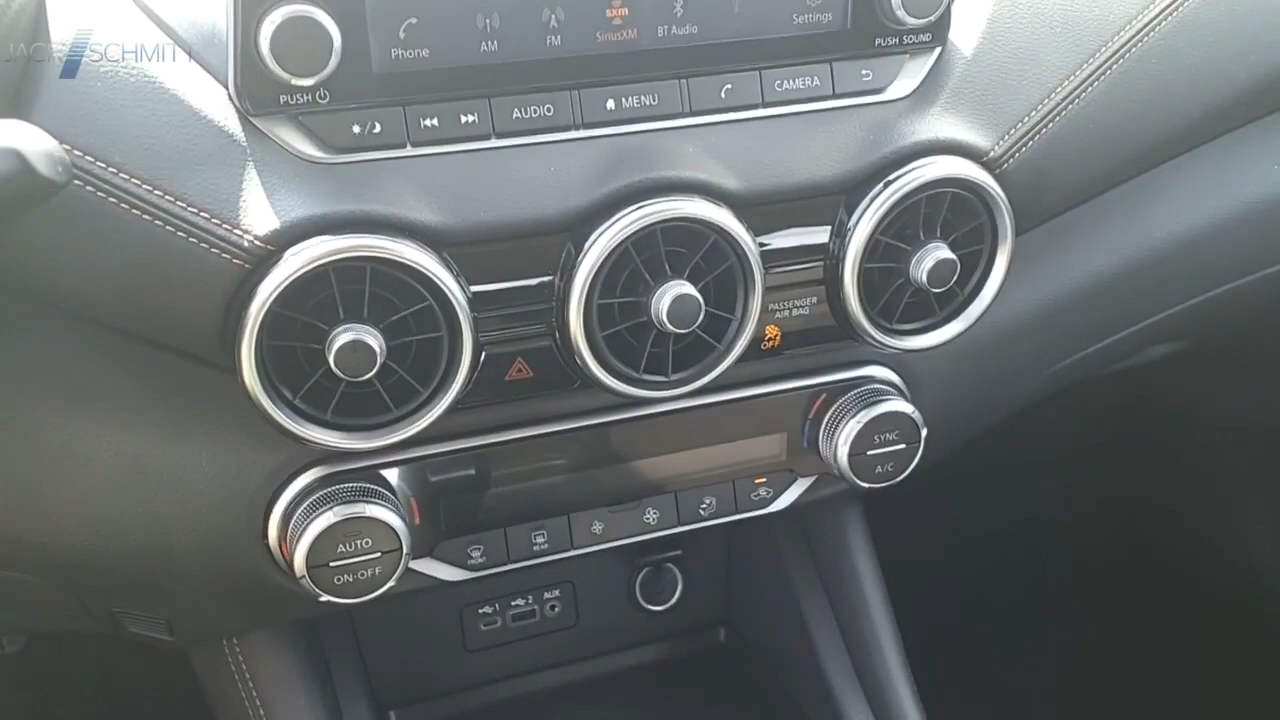 JACK SCHMITT
Phone
AM
FM
sxm
SiriusXM
BT Audio
Settings
PUSH
PUSH SOUND
AUDIO
MENU
CAMERA
PASSENGER
AIR BAG
OFF
SYNC
A/C
AUTO
ON·OFF
FRONT
REAR
1
2
AUX